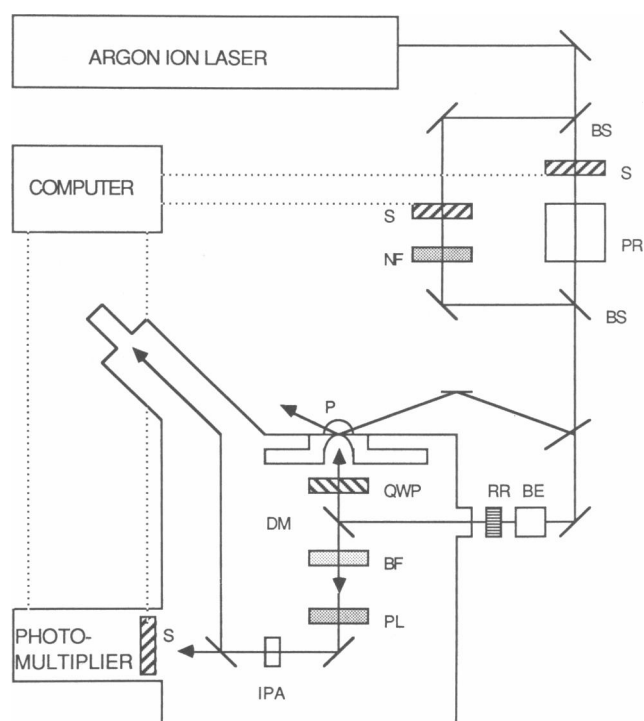 ARGON ION LASER
BS
COMPUTER
S
S
PR
NF
BS
P
QWP
RR BE
DM
BF
PL
PHOTO-
MULTIPLIER
S
IPA